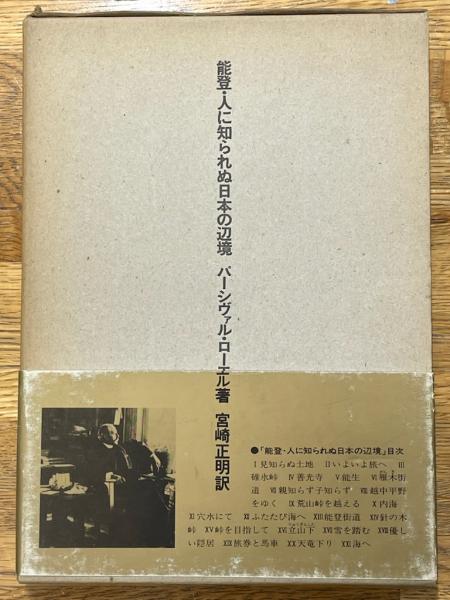 能登・人に知られぬ日本の辺境 パーシヴァル・ローエル著 宮崎正明訳
●「能登・人に知られぬ日本の辺境」目次
Ⅰ見知らぬ土地 Ⅱいよいよ旅へ Ⅲ
碓氷峠 Ⅳ善光寺 Ⅴ能生 Ⅵ雁木街
道 Ⅶ親知らず子知らず Ⅷ越中平野
をゆく Ⅸ荒山峠を越える Ⅹ内海
Ⅺ穴水にて Ⅻふたたび海へ XIII能登街道 XIV針の木
峠 XV峠を目指して XVI立山下 XVII雪を踏む XVIII優し
い隠居 XIX旅券と馬車 XX天竜下り XXI海へ